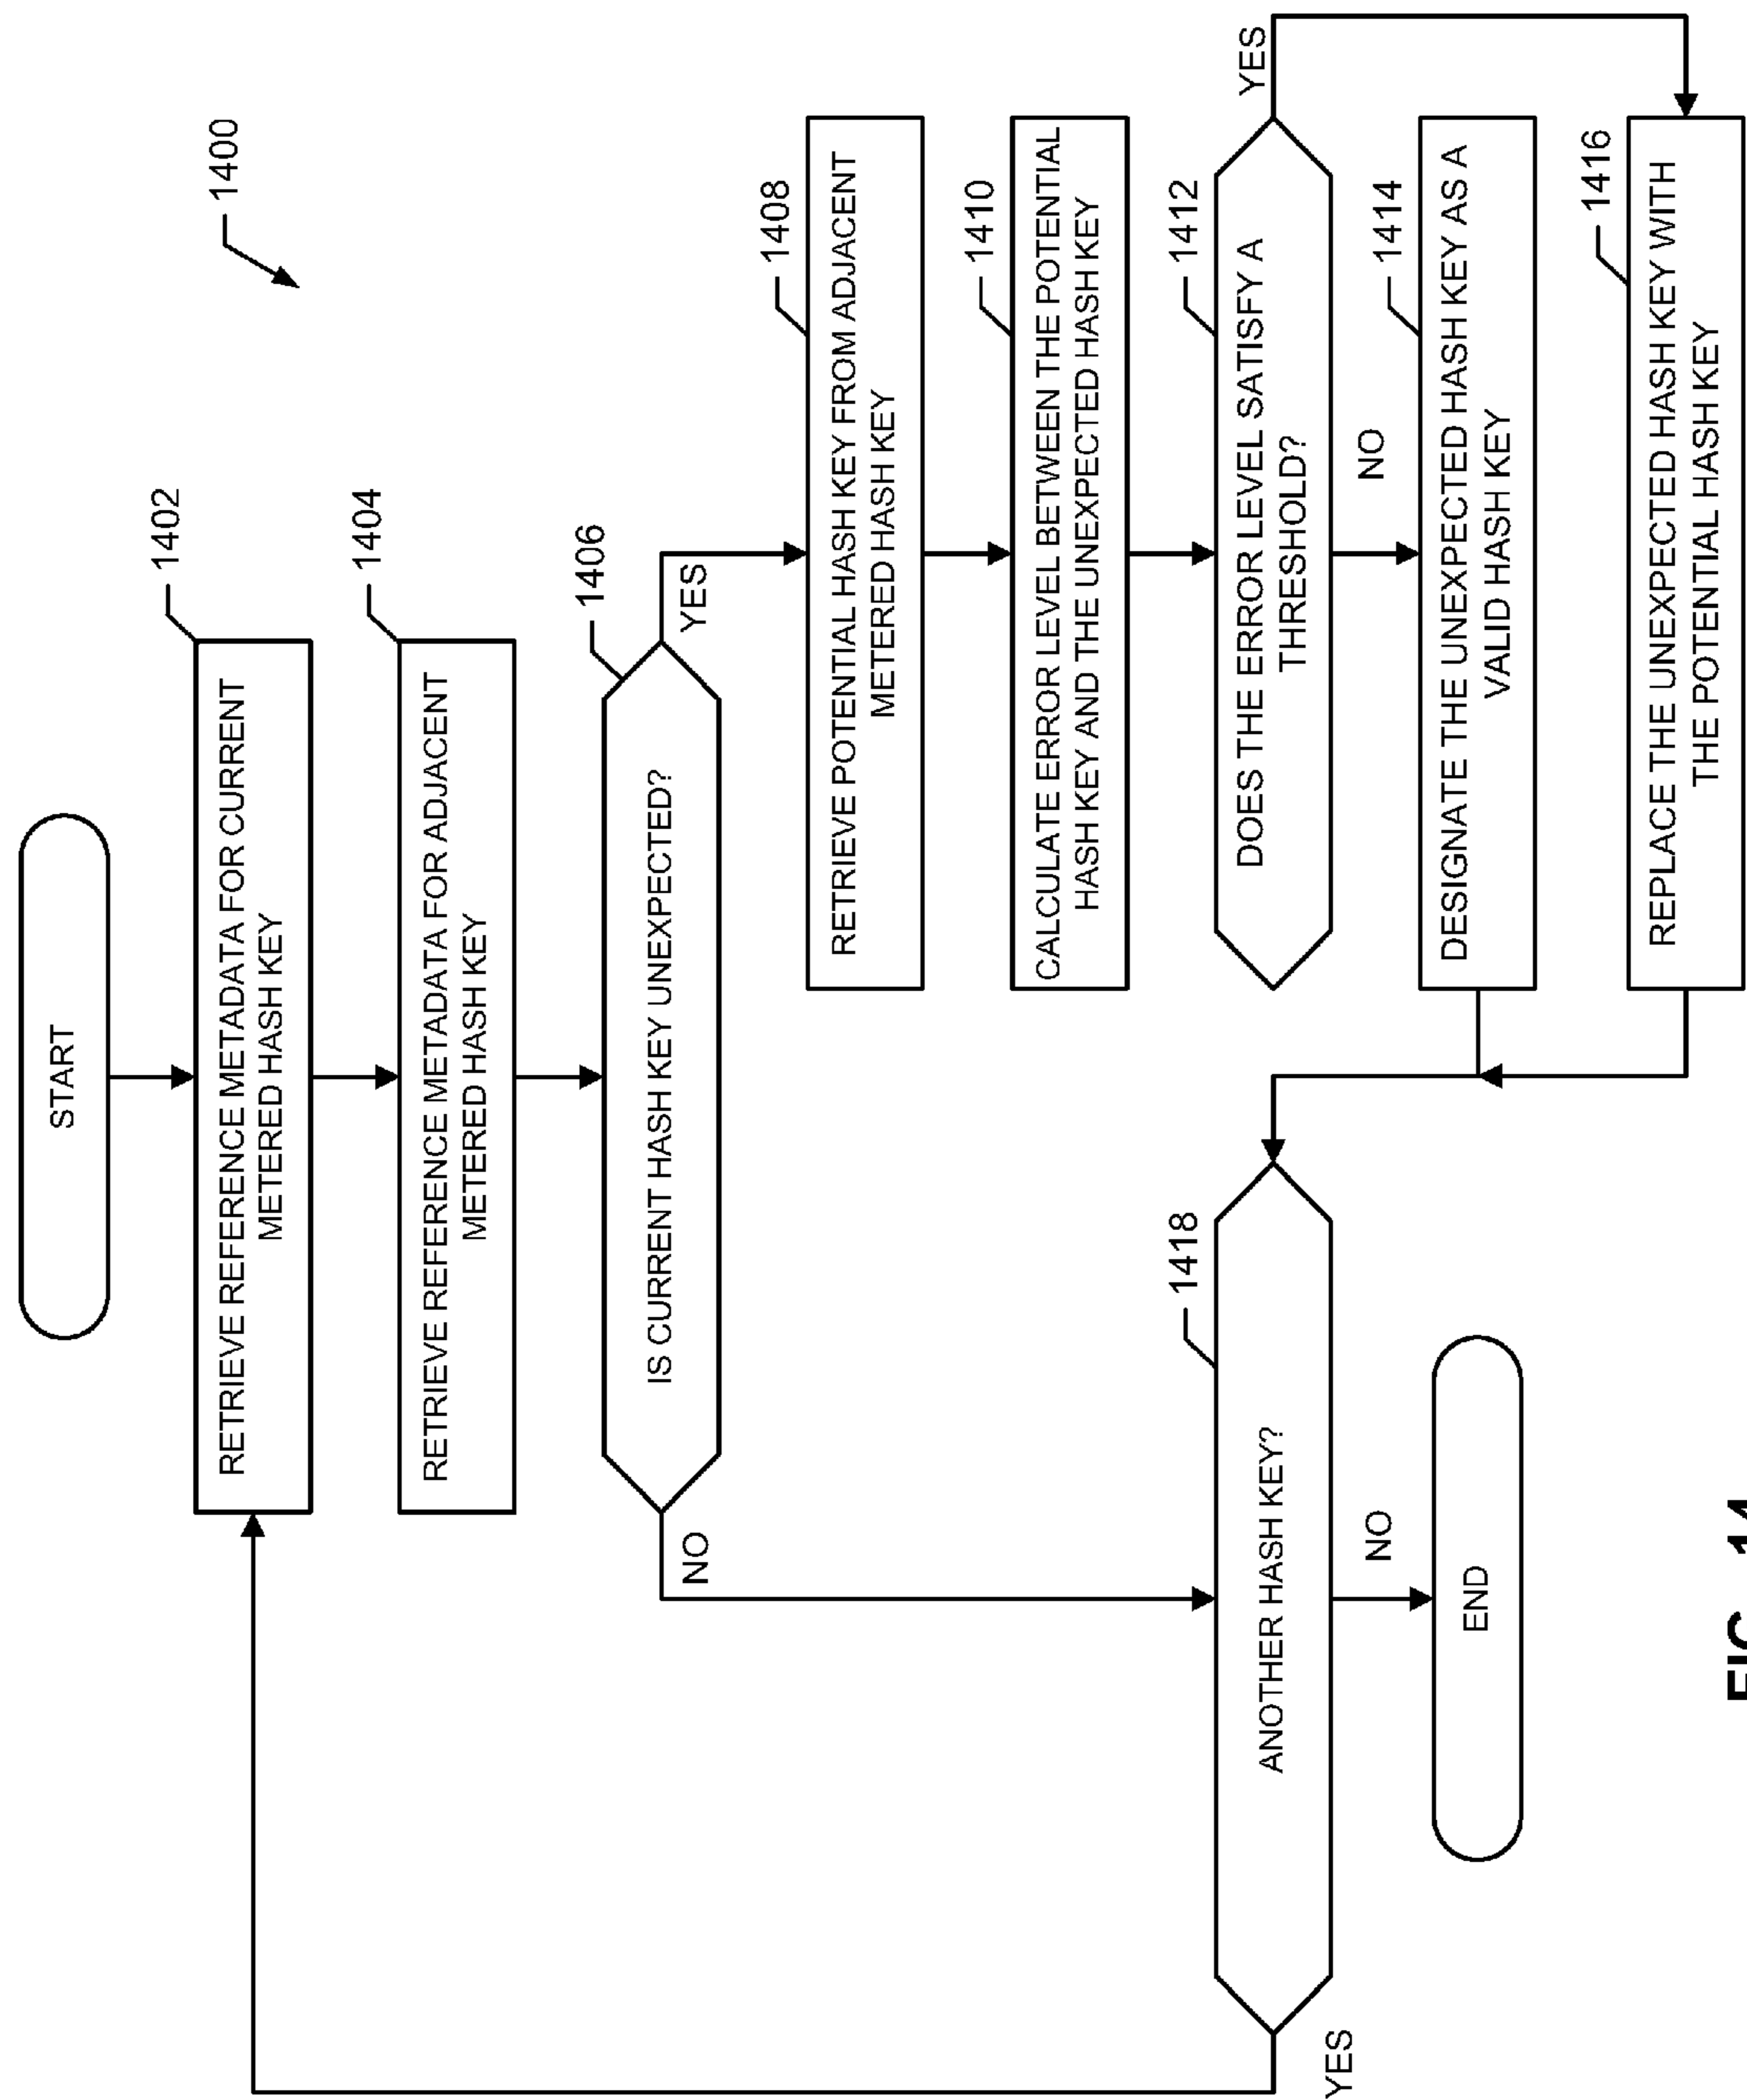 1400
START
1402
RETRIEVE REFERENCE METADATA FOR CURRENT
METERED HASH KEY
1404
RETRIEVE REFERENCE METADATA FOR ADJACENT
METERED HASH KEY
1406
IS CURRENT HASH KEY UNEXPECTED?
YES
NO
1408
RETRIEVE POTENTIAL HASH KEY FROM ADJACENT
METERED HASH KEY
1410
CALCULATE ERROR LEVEL BETWEEN THE POTENTIAL
HASH KEY AND THE UNEXPECTED HASH KEY
1412
DOES THE ERROR LEVEL SATISFY A
THRESHOLD?
YES
NO
1414
DESIGNATE THE UNEXPECTED HASH KEY AS A
VALID HASH KEY
1416
REPLACE THE UNEXPECTED HASH KEY WITH
THE POTENTIAL HASH KEY
1418
ANOTHER HASH KEY?
YES
NO
END
FIG. 14